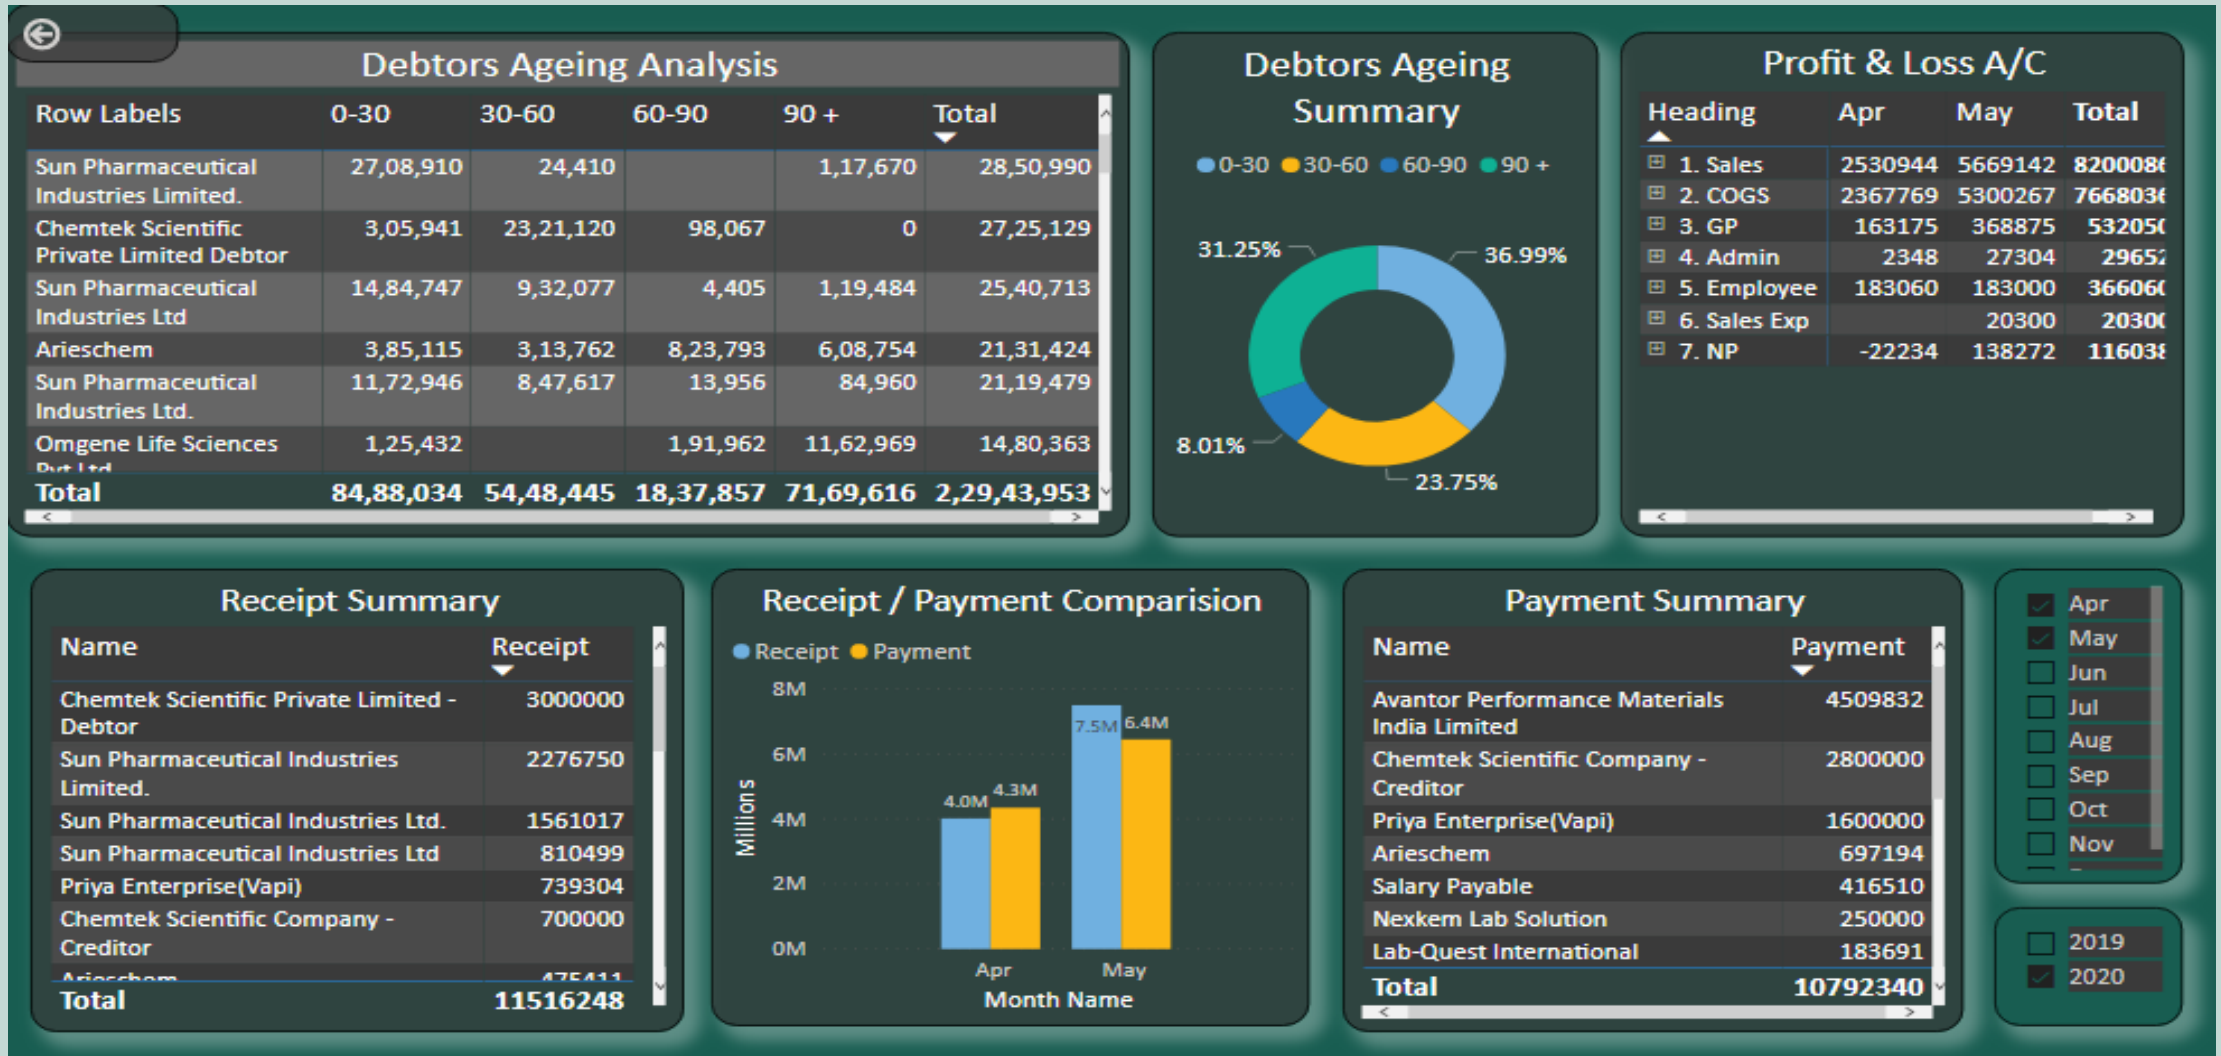 Debtors Ageing Analysis
Row Labels 0-30 30-60 60-90 90 + Total
Sun Pharmaceutical 27,08,910 24,410 1,17,670 28,50,990
Industries Limited.
Chemtek Scientific 3,05,941 23,21,120 98,067 0 27,25,129
Private Limited Debtor
Sun Pharmaceutical 14,84,747 9,32,077 4,405 1,19,484 25,40,713
Industries Ltd
Arieschem 3,85,115 3,13,762 8,23,793 6,08,754 21,31,424
Sun Pharmaceutical 11,72,946 8,47,617 13,956 84,960 21,19,479
Industries Ltd.
Omgene Life Sciences 1,25,432 1,91,962 11,62,969 14,80,363
Pvt Ltd
Total 84,88,034 54,48,445 18,37,857 71,69,616 2,29,43,953
Debtors Ageing
Summary
0-30 30-60 60-90 90 +
31.25%
36.99%
8.01%
23.75%
Profit & Loss A/C
Heading Apr May Total
1. Sales 2530944 5669142 8200086
2. COGS 2367769 5300267 7668036
3. GP 163175 368875 532050
4. Admin 2348 27304 29652
5. Employee 183060 183000 366060
6. Sales Exp 20300 20300
7. NP -22234 138272 116038
Receipt Summary
Name Receipt
Chemtek Scientific Private Limited - 3000000
Debtor
Sun Pharmaceutical Industries 2276750
Limited.
Sun Pharmaceutical Industries Ltd. 1561017
Sun Pharmaceutical Industries Ltd 810499
Priya Enterprise(Vapi) 739304
Chemtek Scientific Company - 700000
Creditor
Arieschem 475411
Total 11516248
Receipt / Payment Comparision
Receipt Payment
8M
6M
4M
2M
0M
Millions
4.0M 4.3M
7.5M 6.4M
Apr May
Month Name
Payment Summary
Name Payment
Avantor Performance Materials 4509832
India Limited
Chemtek Scientific Company - 2800000
Creditor
Priya Enterprise(Vapi) 1600000
Arieschem 697194
Salary Payable 416510
Nexkem Lab Solution 250000
Lab-Quest International 183691
Total 10792340
Apr
May
Jun
Jul
Aug
Sep
Oct
Nov
2019
2020